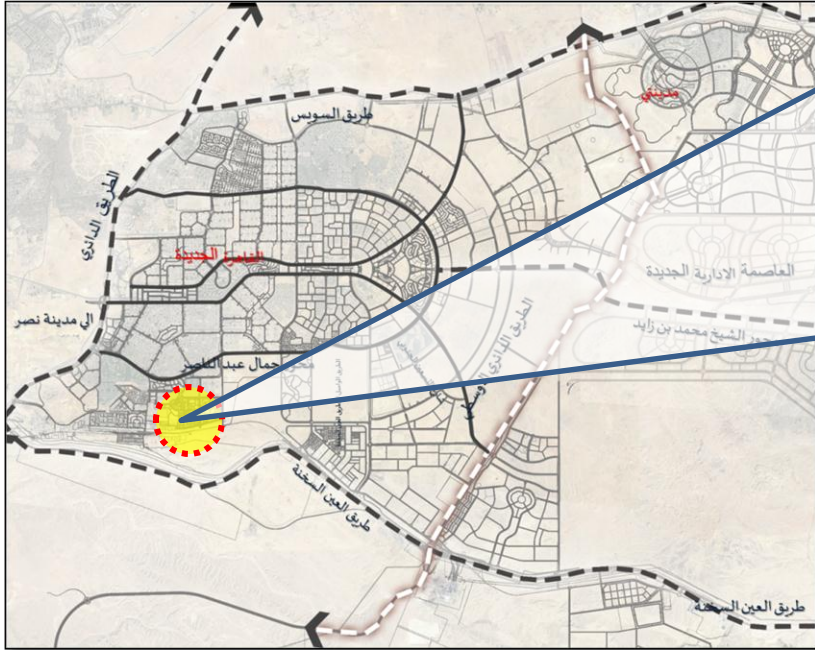 مدينتي
طريق السويس
الطريق الدائري
القاهرة الجديدة
العاصمة الادارية الجديدة
الي مدينة نصر
الطريق الدائري الاوسطي
محور الشيخ محمد بن زايد
محور جمال عبد الناصر
طريق العين السخنة
طريق العين السخنة